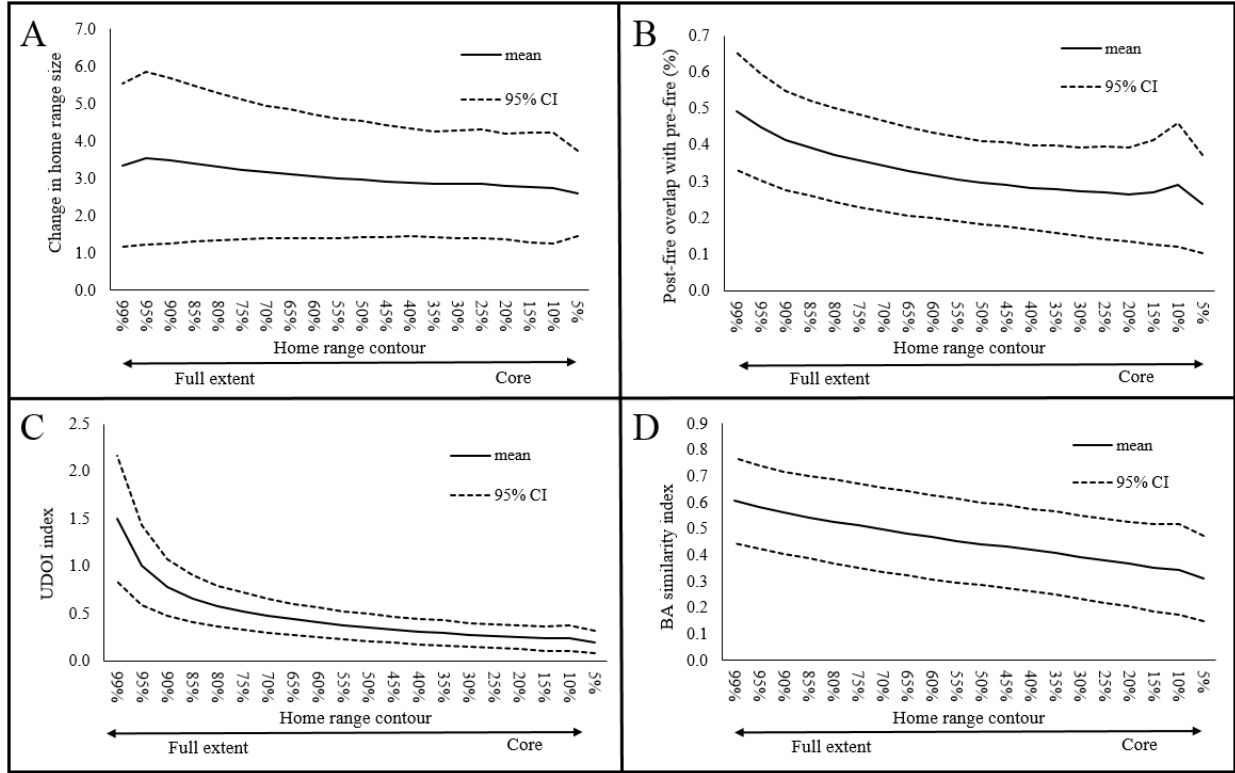 A
Change in home range size
7.0
6.0
5.0
4.0
3.0
2.0
1.0
0.0
mean
95% CI
99% 95% 90% 85% 80% 75% 70% 65% 60% 55% 50% 45% 40% 35% 30% 25% 20% 15% 10% 5%
Home range contour
Full extent Core
B
Post-fire overlap with pre-fire (%)
0.7
0.6
0.5
0.4
0.3
0.2
0.1
0.0
mean
95% CI
99% 95% 90% 85% 80% 75% 70% 65% 60% 55% 50% 45% 40% 35% 30% 25% 20% 15% 10% 5%
Home range contour
Full extent Core
C
UDOI index
2.5
2.0
1.5
1.0
0.5
0.0
mean
95% CI
99% 95% 90% 85% 80% 75% 70% 65% 60% 55% 50% 45% 40% 35% 30% 25% 20% 15% 10% 5%
Home range contour
Full extent Core
D
BA similarity index
0.9
0.8
0.7
0.6
0.5
0.4
0.3
0.2
0.1
0.0
mean
95% CI
99% 95% 90% 85% 80% 75% 70% 65% 60% 55% 50% 45% 40% 35% 30% 25% 20% 15% 10% 5%
Home range contour
Full extent Core